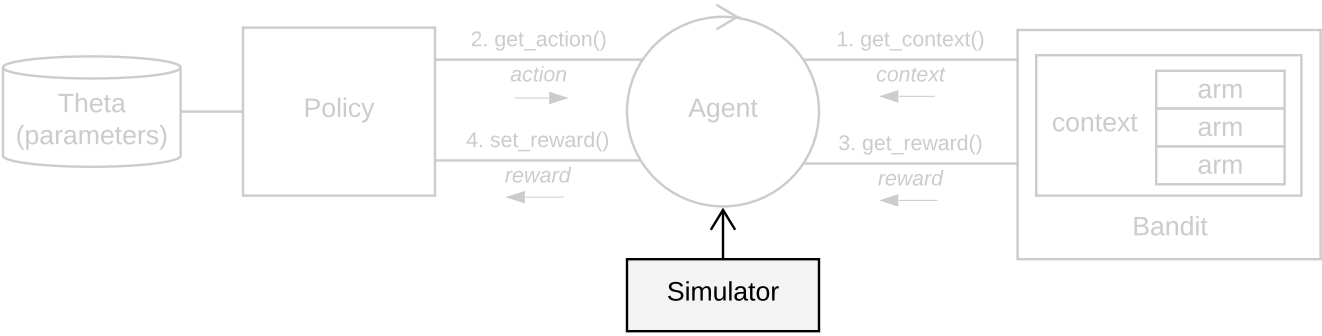 2. get_action()
1. get_context()
action
context
Theta
(parameters)
Policy
Agent
context
arm
arm
arm
4. set_reward()
3. get_reward()
reward
reward
Bandit
Simulator